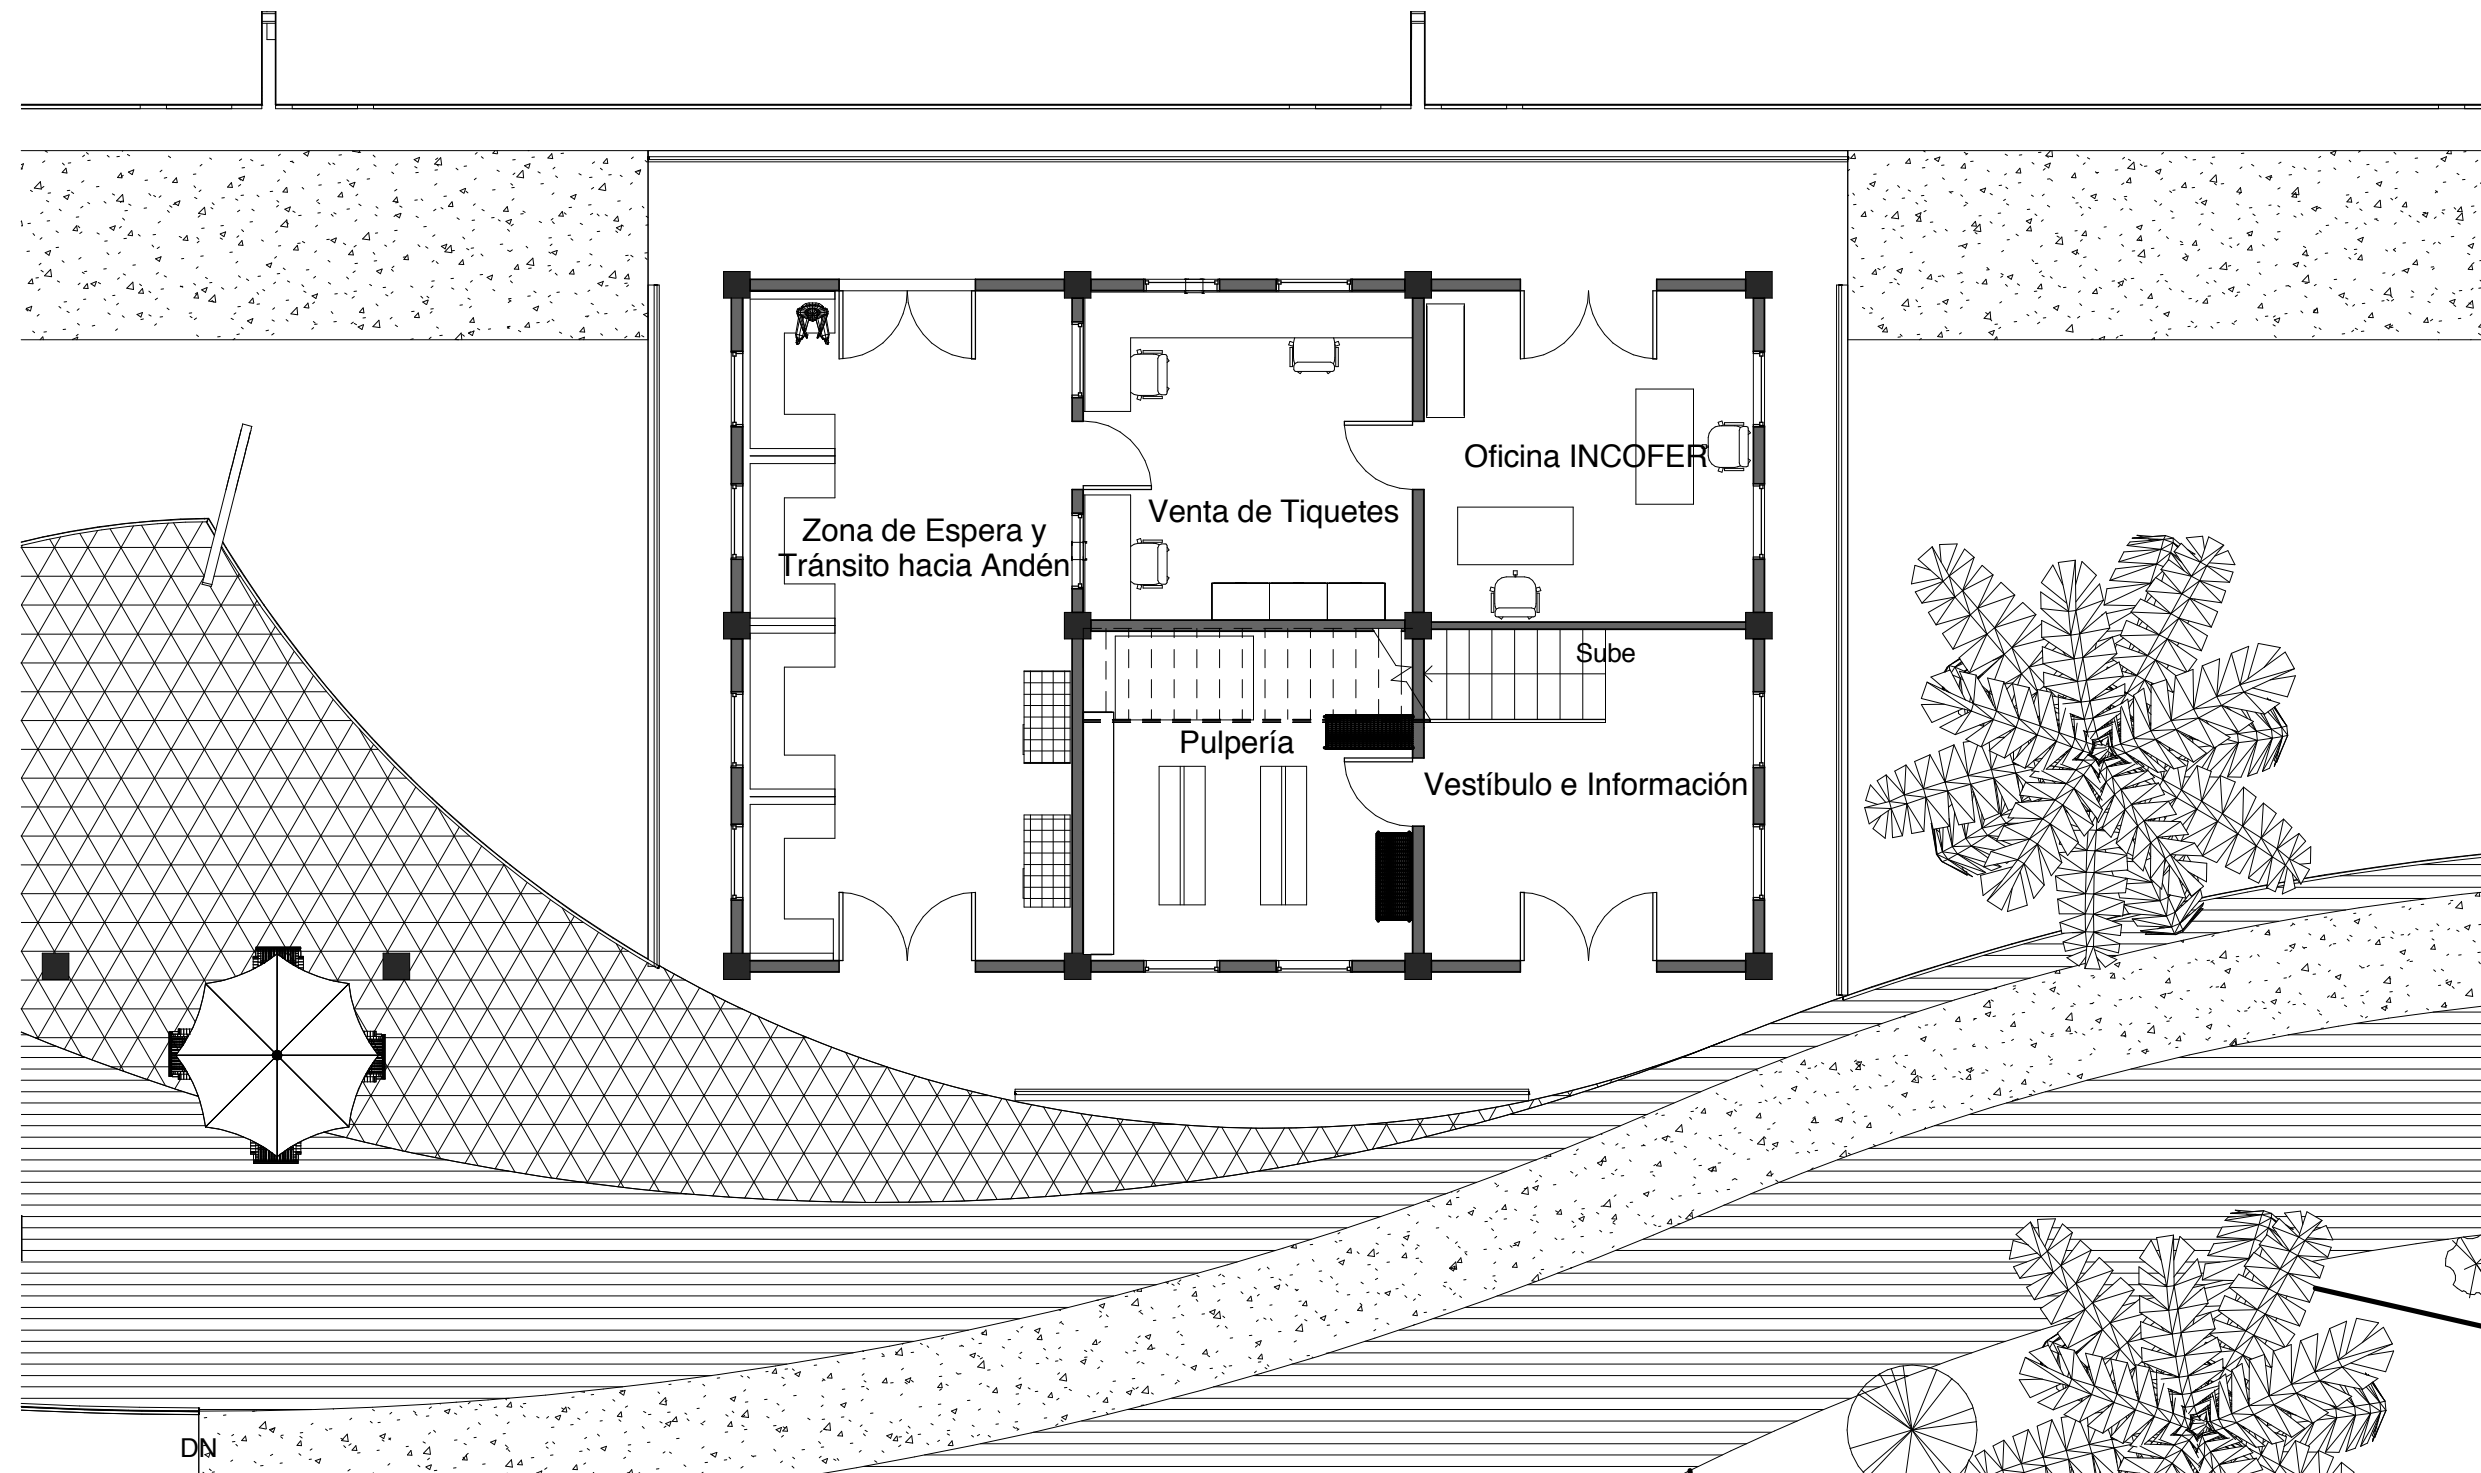 Oficina INCOFER
Venta de Tiquetes
Zona de Espera y
Tránsito hacia Andén
Sube
Pulpería
Vestíbulo e Información
DN